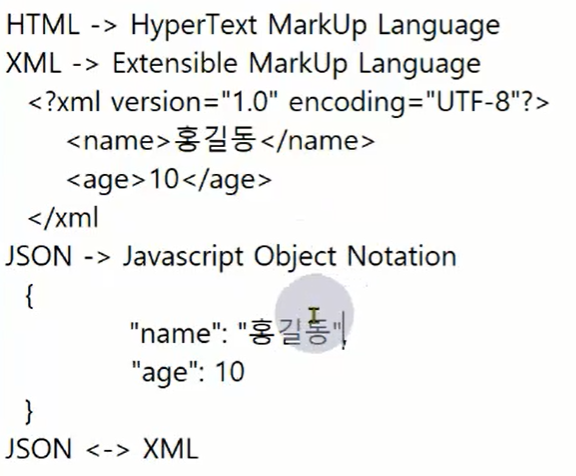 HTML -> HyperText MarkUp Language
XML -> Extensible MarkUp Language
<?xml version="1.0" encoding="UTF-8"?>
<name>홍길동</name>
<age>10</age>
</xml
JSON -> Javascript Object Notation
{
"name": "홍길동",
"age": 10
}
JSON <-> XML